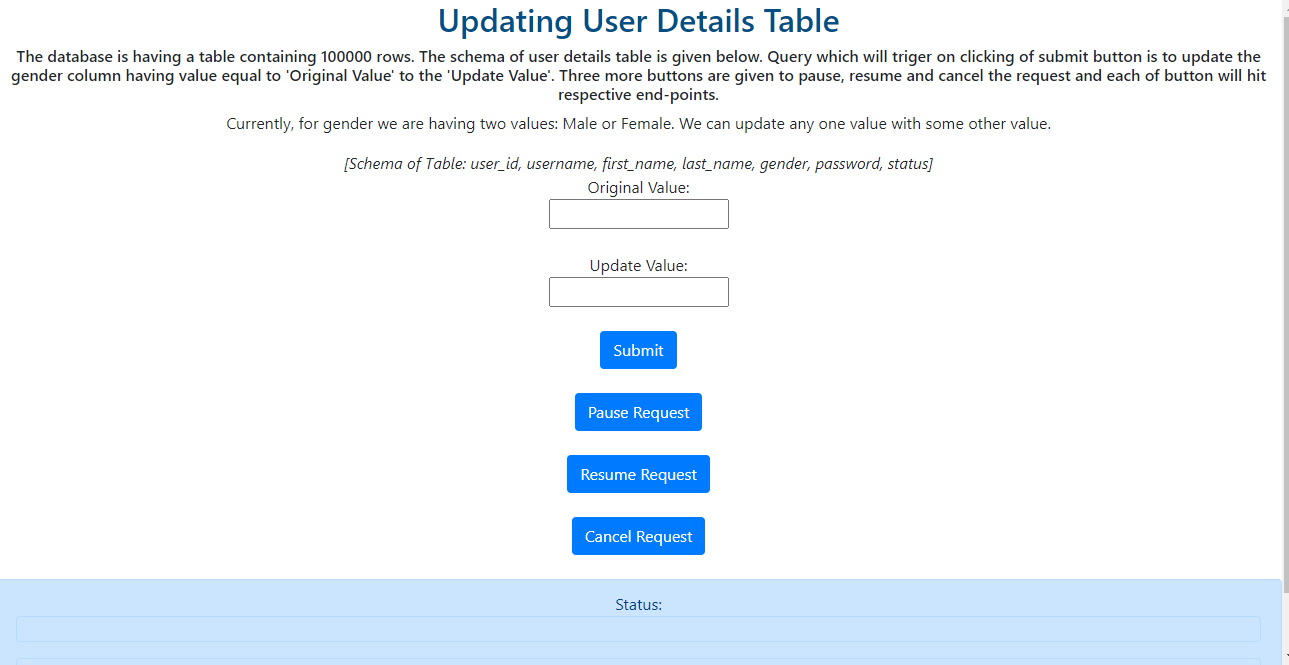 Updating User Details Table
The database is having a table containing 100000 rows. The schema of user details table is given below. Query which will triger on clicking of submit button is to update the
gender column having value equal to 'Original Value' to the 'Update Value'. Three more buttons are given to pause, resume and cancel the request and each of button will hit
respective end-points.
Currently, for gender we are having two values: Male or Female. We can update any one value with some other value.
[Schema of Table: user_id, username, first_name, last_name, gender, password, status]
Original Value:
Update Value:
Submit
Pause Request
Resume Request
Cancel Request
Status: